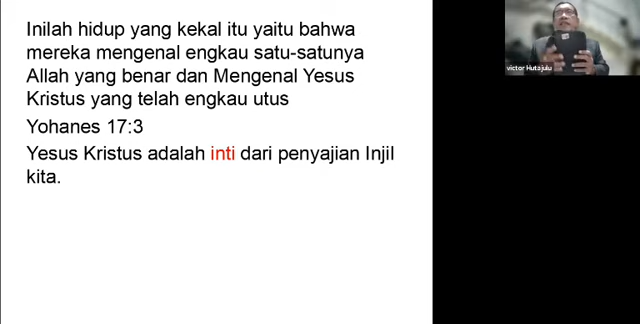 Inilah hidup yang kekal itu yaitu bahwa
mereka mengenal engkau satu-satunya
Allah yang benar dan Mengenal Yesus
Kristus yang telah engkau utus
Yohanes 17:3
Yesus Kristus adalah inti dari penyajian Injil
kita.
victor Hutajulu